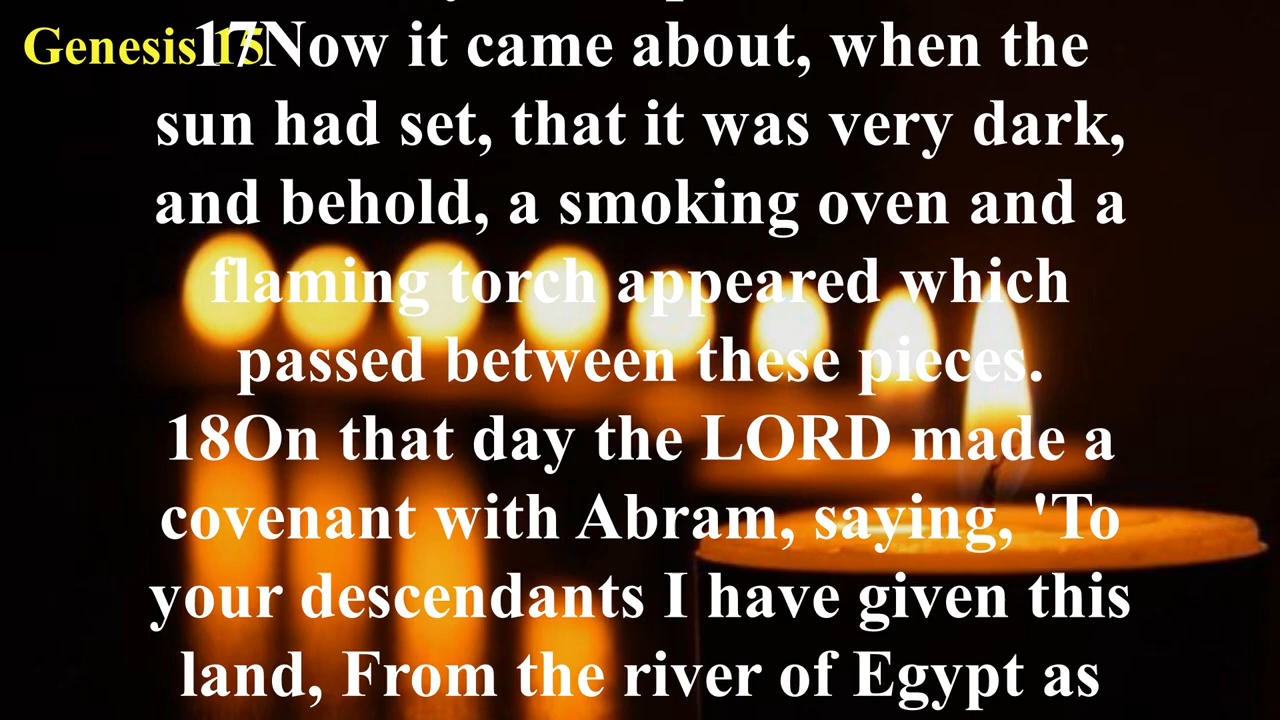 Genesis 15
17Now it came about, when the
sun had set, that it was very dark,
and behold, a smoking oven and a
flaming torch appeared which
passed between these pieces.
18On that day the LORD made a
covenant with Abram, saying, 'To
your descendants I have given this
land, From the river of Egypt as